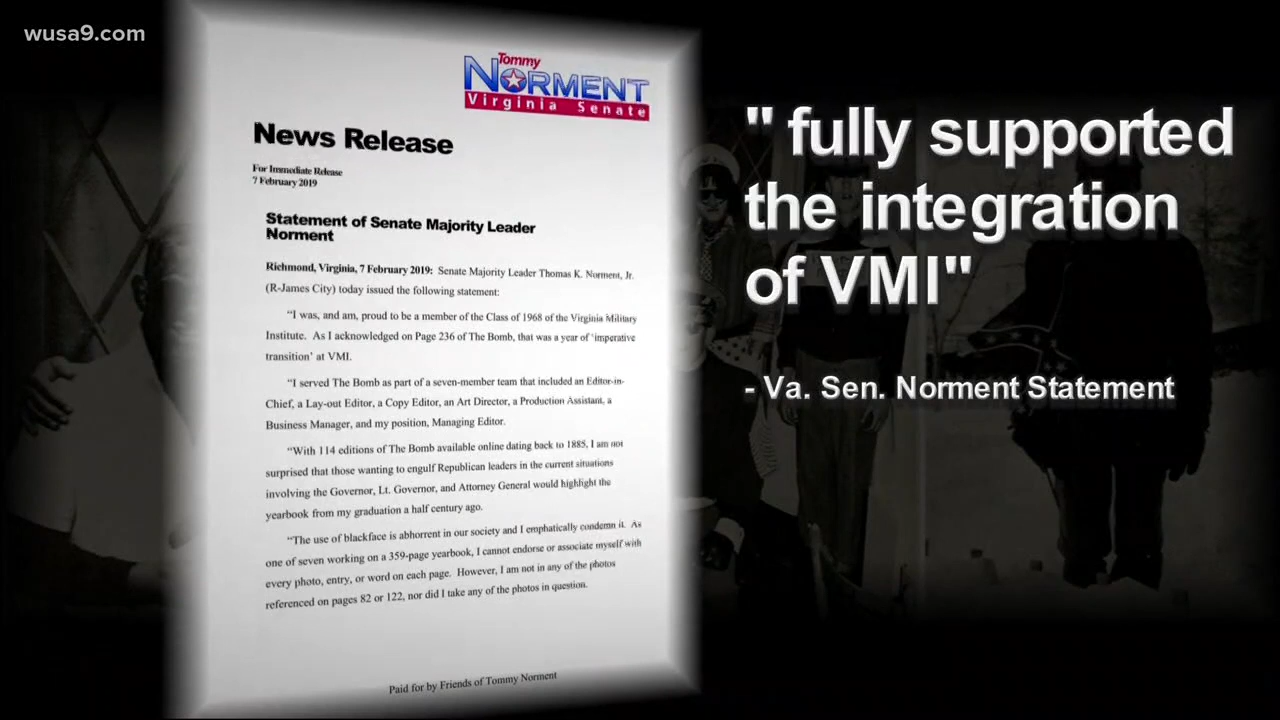 wusa9.com
Tommy
NORMENT
Virginia Senate
News Release
For Immediate Release
7 February 2019
Statement of Senate Majority Leader
Norment
Richmond, Virginia, 7 February 2019: Senate Majority Leader Thomas K. Norment, Jr.
(R-James City) today issued the following statement:
"I was, and am, proud to be a member of the Class of 1968 of the Virginia Military
Institute. As I acknowledged on Page 236 of The Bomb, that was a year of 'imperative
transition' at VMI.
"I served The Bomb as part of a seven-member team that included an Editor-in-
Chief, a Lay-out Editor, a Copy Editor, an Art Director, a Production Assistant, a
Business Manager, and my position, Managing Editor.
"With 114 editions of The Bomb available online dating back to 1885, I am not
surprised that those wanting to engulf Republican leaders in the current situations
involving the Governor, Lt. Governor, and Attorney General would highlight the
yearbook from my graduation a half century ago.
"The use of blackface is abhorrent in our society and I emphatically condemn it. As
one of seven working on a 359-page yearbook, I cannot endorse or associate myself with
every photo, entry, or word on each page. However, I am not in any of the photos
referenced on pages 82 or 122, nor did I take any of the photos in question.
Paid for by Friends of Tommy Norment
" fully supported
the integration
of VMI"
- Va. Sen. Norment Statement